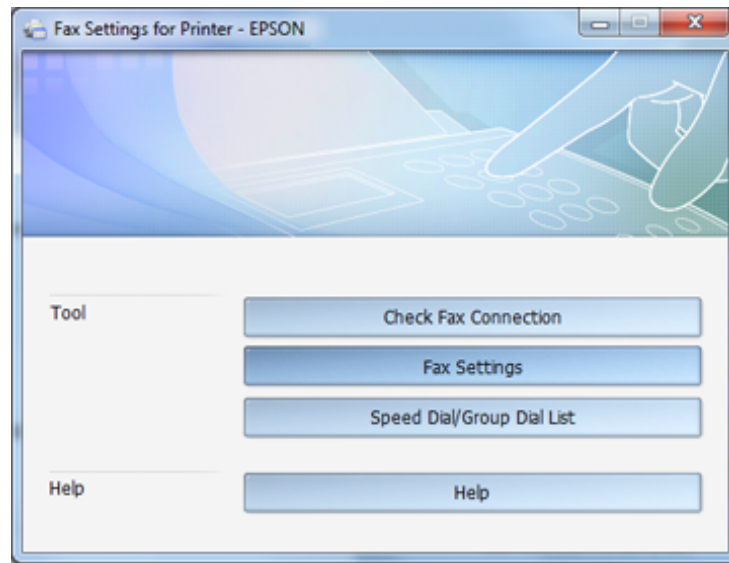 Fax Settings for Printer - EPSON
Tool
Check Fax Connection
Fax Settings
Speed Dial/Group Dial List
Help
Help